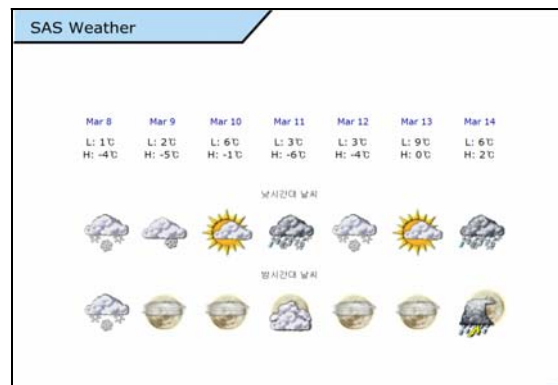 SAS Weather
Mar 8 Mar 9 Mar 10 Mar 11 Mar 12 Mar 13 Mar 14
L: 1℃ L: 2℃ L: 6℃ L: 3℃ L: 3℃ L: 9℃ L: 6℃
H: -4℃ H: -5℃ H: -1℃ H: -6℃ H: -4℃ H: 0℃ H: 2℃
낮시간대 날씨
밤시간대 날씨